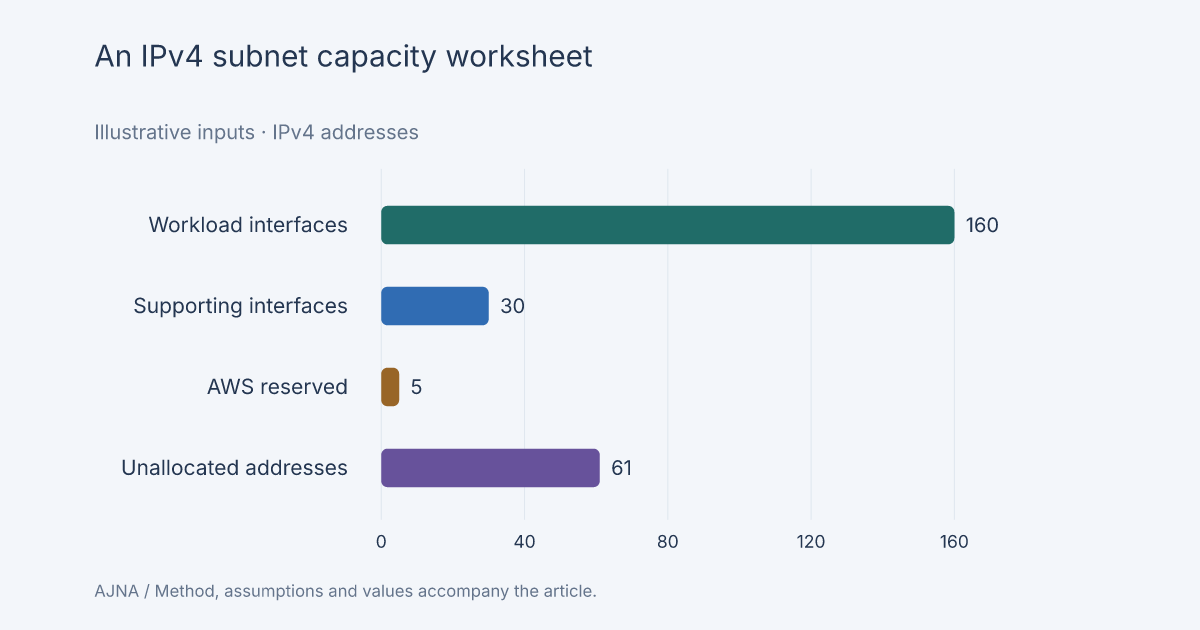 An IPv4 subnet capacity worksheet
Illustrative inputs · IPv4 addresses
Workload interfaces 160
Supporting interfaces 30
AWS reserved 5
Unallocated addresses 61
0 40 80 120 160
AJNA / Method, assumptions and values accompany the article.